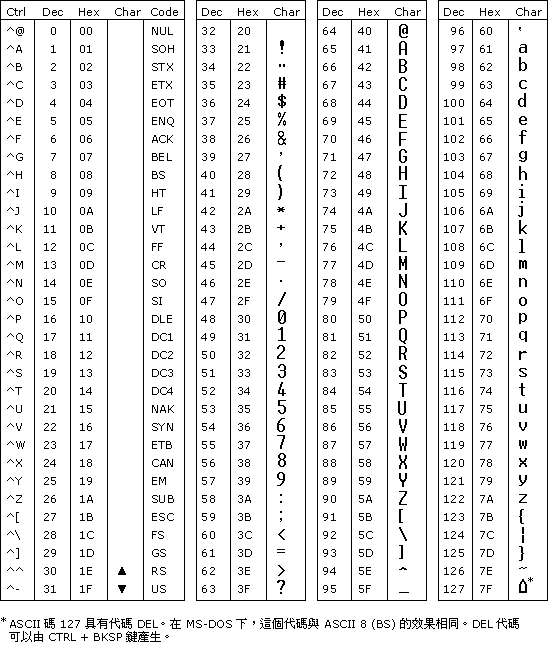 Ctrl Dec Hex Char Code Dec Hex Char Dec Hex Char Dec Hex Char
^@ 0 00 NUL 32 20 64 40 @ 96 60 `
^A 1 01 SOH 33 21 ! 65 41 A 97 61 a
^B 2 02 STX 34 22 " 66 42 B 98 62 b
^C 3 03 ETX 35 23 # 67 43 C 99 63 c
^D 4 04 EOT 36 24 $ 68 44 D 100 64 d
^E 5 05 ENQ 37 25 % 69 45 E 101 65 e
^F 6 06 ACK 38 26 & 70 46 F 102 66 f
^G 7 07 BEL 39 27 ' 71 47 G 103 67 g
^H 8 08 BS 40 28 ( 72 48 H 104 68 h
^I 9 09 HT 41 29 ) 73 49 I 105 69 i
^J 10 0A LF 42 2A * 74 4A J 106 6A j
^K 11 0B VT 43 2B + 75 4B K 107 6B k
^L 12 0C FF 44 2C , 76 4C L 108 6C l
^M 13 0D CR 45 2D - 77 4D M 109 6D m
^N 14 0E SO 46 2E . 78 4E N 110 6E n
^O 15 0F SI 47 2F / 79 4F O 111 6F o
^P 16 10 DLE 48 30 0 80 50 P 112 70 p
^Q 17 11 DC1 49 31 1 81 51 Q 113 71 q
^R 18 12 DC2 50 32 2 82 52 R 114 72 r
^S 19 13 DC3 51 33 3 83 53 S 115 73 s
^T 20 14 DC4 52 34 4 84 54 T 116 74 t
^U 21 15 NAK 53 35 5 85 55 U 117 75 u
^V 22 16 SYN 54 36 6 86 56 V 118 76 v
^W 23 17 ETB 55 37 7 87 57 W 119 77 w
^X 24 18 CAN 56 38 8 88 58 X 120 78 x
^Y 25 19 EM 57 39 9 89 59 Y 121 79 y
^Z 26 1A SUB 58 3A : 90 5A Z 122 7A z
^[ 27 1B ESC 59 3B ; 91 5B [ 123 7B {
^\ 28 1C FS 60 3C < 92 5C \ 124 7C ¦
^] 29 1D GS 61 3D = 93 5D ] 125 7D }
^^ 30 1E ▲ RS 62 3E > 94 5E ^ 126 7E ~
^- 31 1F ▼ US 63 3F ? 95 5F _ 127 7F ⌂*
* ASCII 碼 127 具有代碼 DEL。在 MS-DOS 下，這個代碼與 ASCII 8 (BS) 的效果相同。DEL 代碼
可以由 CTRL + BKSP 鍵產生。